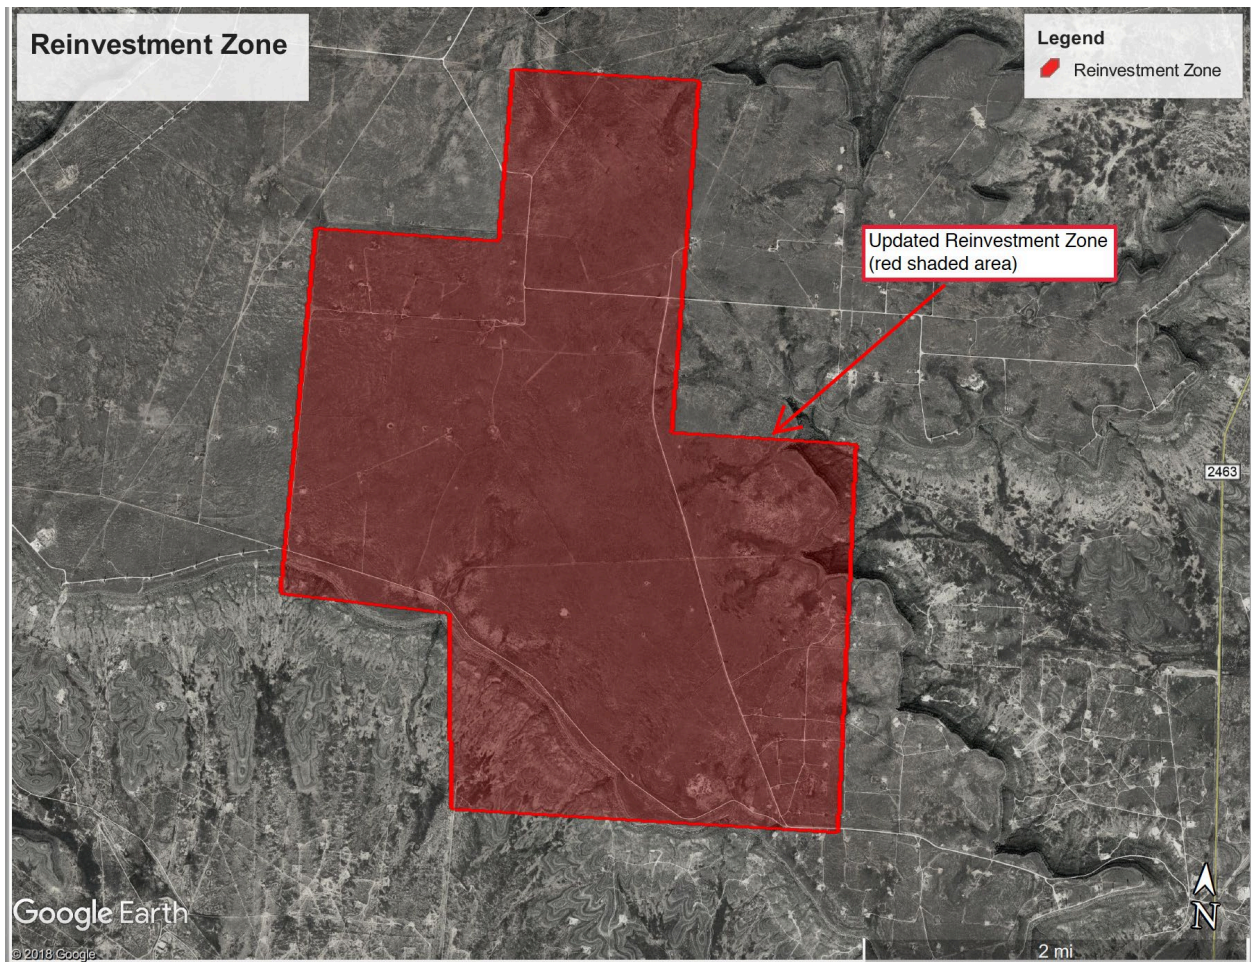 Reinvestment Zone
Legend
Reinvestment Zone
Updated Reinvestment Zone
(red shaded area)
2463
Google Earth
N
© 2018 Google
2 mi